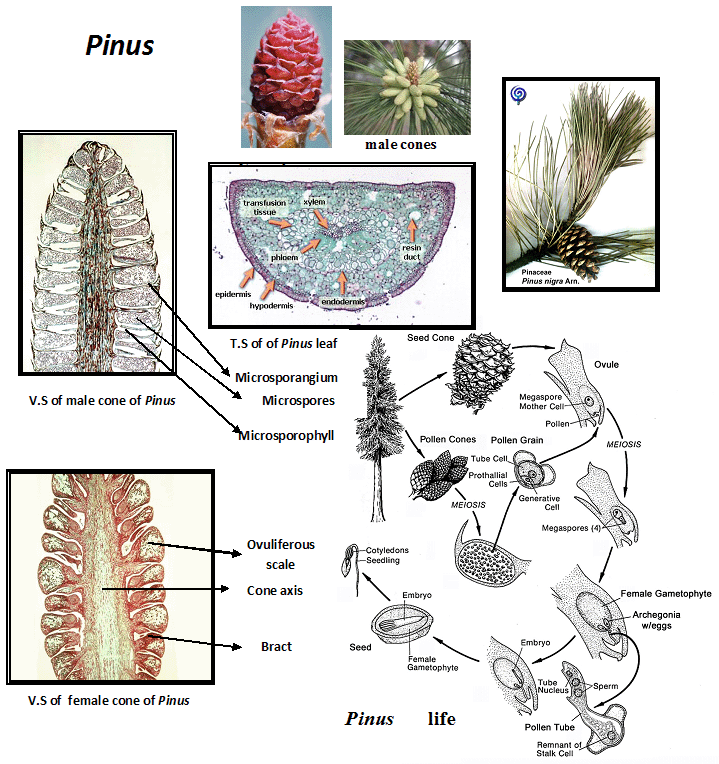 Pinus
male cones
transfusion
tissue
xylem
phloem
resin
duct
epidermis
hypodermis
endodermis
T.S of of Pinus leaf
Pinaceae
Pinus nigra Arn.
Microsporangium
Microspores
Microsporophyll
V.S of male cone of Pinus
Seed Cone
Ovule
Megaspore
Mother Cell
Pollen
MEIOSIS
Pollen Cones
Pollen Grain
Tube Cell
Prothallial
Cells
Generative
Cell
MEIOSIS
Megaspores (4)
Ovuliferous
scale
Cone axis
Bract
V.S of female cone of Pinus
Cotyledons
Seedling
Female Gametophyte
Archegonia
w/eggs
Embryo
Seed
Female
Gametophyte
Embryo
Tube
Nucleus
Sperm
Pollen Tube
Remnant of
Stalk Cell
Pinus life